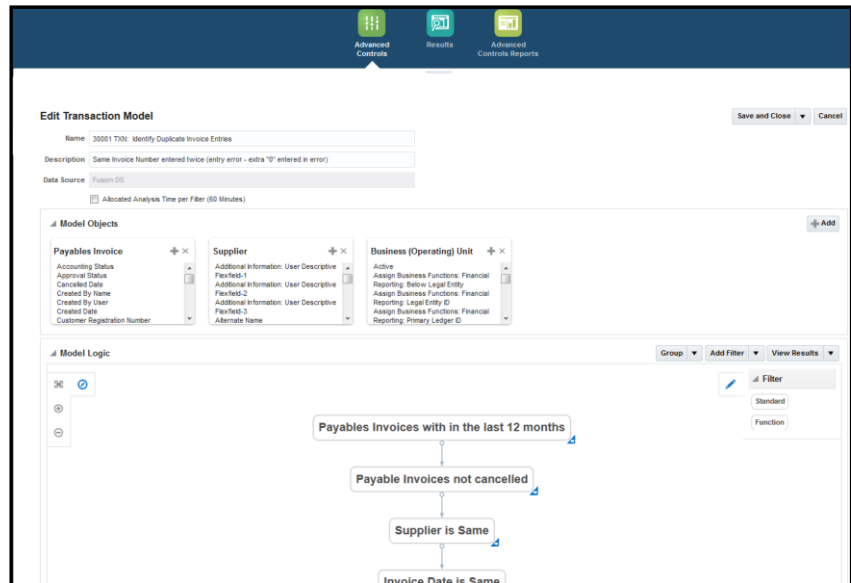 Advanced
Controls
Results
Advanced
Controls Reports
Edit Transaction Model
Save and Close
Cancel
Name 30001 TXN: Identify Duplicate Invoice Entries
Description Same Invoice Number entered twice (entry error - extra "0" entered in error)
Data Source Fusion DS
Allocated Analysis Time per Filter (60 Minutes)
Model Objects
Add
Payables Invoice
Accounting Status
Approval Status
Cancelled Date
Created By Name
Created By User
Created Date
Customer Registration Number
Supplier
Additional Information: User Descriptive
Flexfield-1
Additional Information: User Descriptive
Flexfield-2
Additional Information: User Descriptive
Flexfield-3
Alternate Name
Business (Operating) Unit
Active
Assign Business Functions: Financial
Reporting: Below Legal Entity
Assign Business Functions: Financial
Reporting: Legal Entity ID
Assign Business Functions: Financial
Reporting: Primary Ledger ID
Model Logic
Group
Add Filter
View Results
Filter
Standard
Function
Payables Invoices with in the last 12 months
Payable Invoices not cancelled
Supplier is Same
Invoice Date is Same